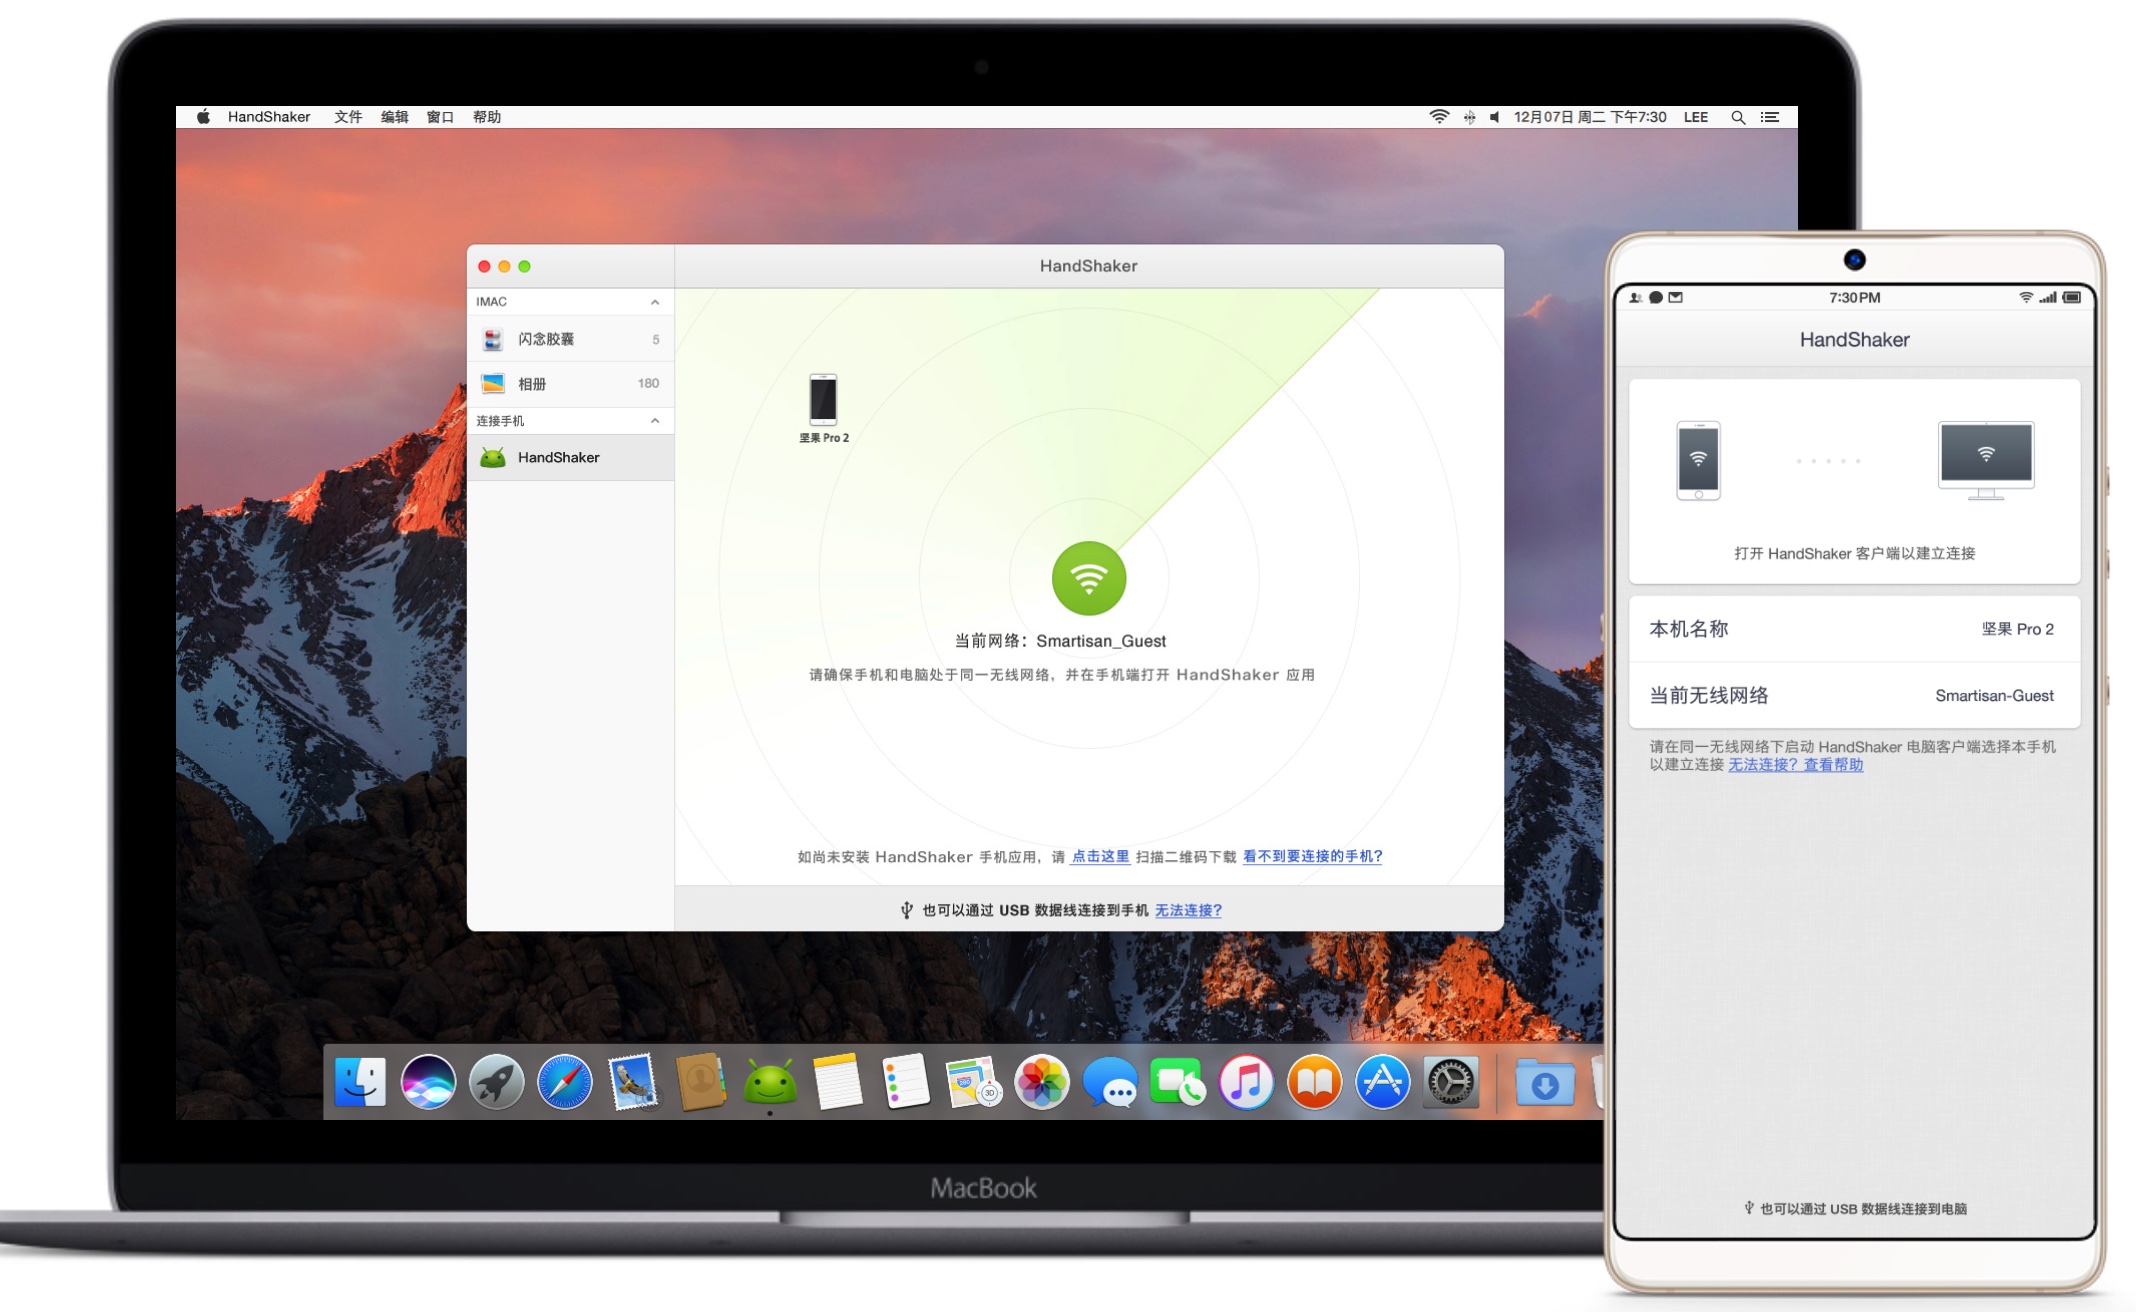 HandShaker 文件 编辑 窗口 帮助
12月07日 周二 下午7:30 LEE
HandShaker
IMAC
闪念胶囊 5
相册 180
连接手机
HandShaker
坚果 Pro 2
当前网络：Smartisan_Guest
请确保手机和电脑处于同一无线网络，并在手机端打开 HandShaker 应用
如尚未安装 HandShaker 手机应用，请 点击这里 扫描二维码下载 看不到要连接的手机？
也可以通过 USB 数据线连接到手机 无法连接？
280
3D
MacBook
7:30PM
HandShaker
打开 HandShaker 客户端以建立连接
本机名称 坚果 Pro 2
当前无线网络 Smartisan-Guest
请在同一无线网络下启动 HandShaker 电脑客户端选择本手机
以建立连接 无法连接？查看帮助
也可以通过 USB 数据线连接到电脑